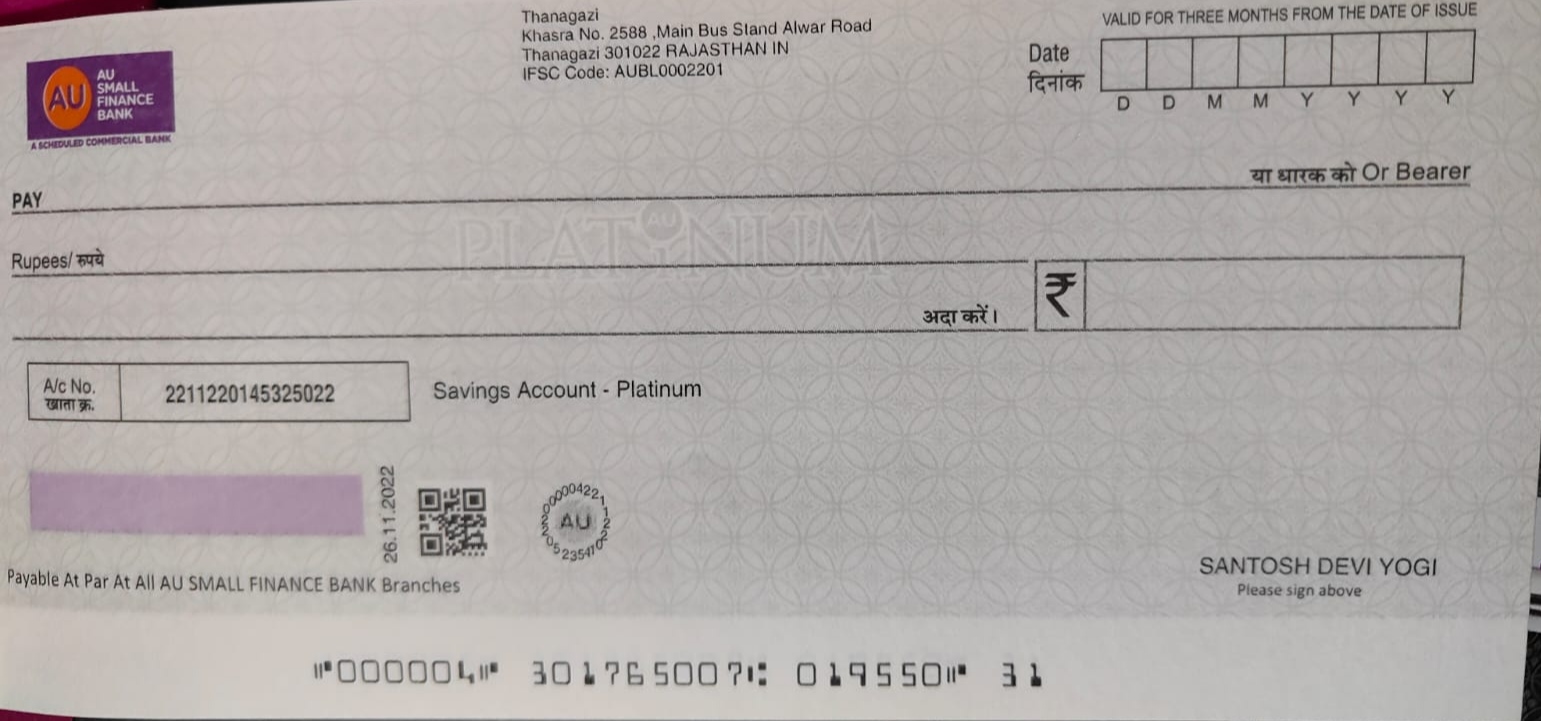 Thanagazi
Khasra No. 2588 ,Main Bus Stand Alwar Road
Thanagazi 301022 RAJASTHAN IN
IFSC Code: AUBL0002201
VALID FOR THREE MONTHS FROM THE DATE OF ISSUE
Date
दिनांक
D D M M Y Y Y Y
AU
AU
SMALL
FINANCE
BANK
A SCHEDULED COMMERCIAL BANK
PAY
या धारक को Or Bearer
PLATINUM
AU
Rupees/ रुपये
₹
अदा करें।
A/c No.
खाता क्र.
2211220145325022
Savings Account - Platinum
26.11.2022
AU
SANTOSH DEVI YOGI
Please sign above
Payable At Par At All AU SMALL FINANCE BANK Branches
⑈000004⑈ 301765007⑆ 019550⑈ 31